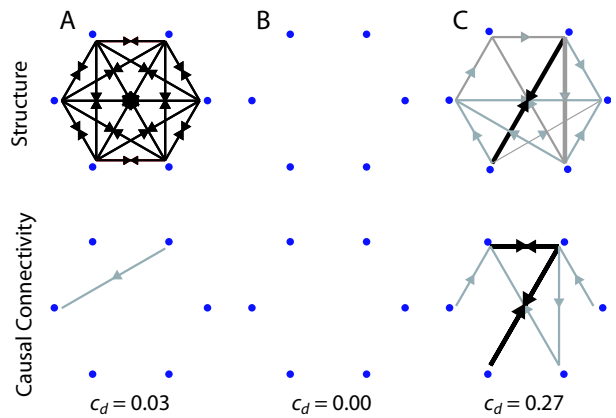 A B C
Structure
Causal Connectivity
c_d = 0.03 c_d = 0.00 c_d = 0.27